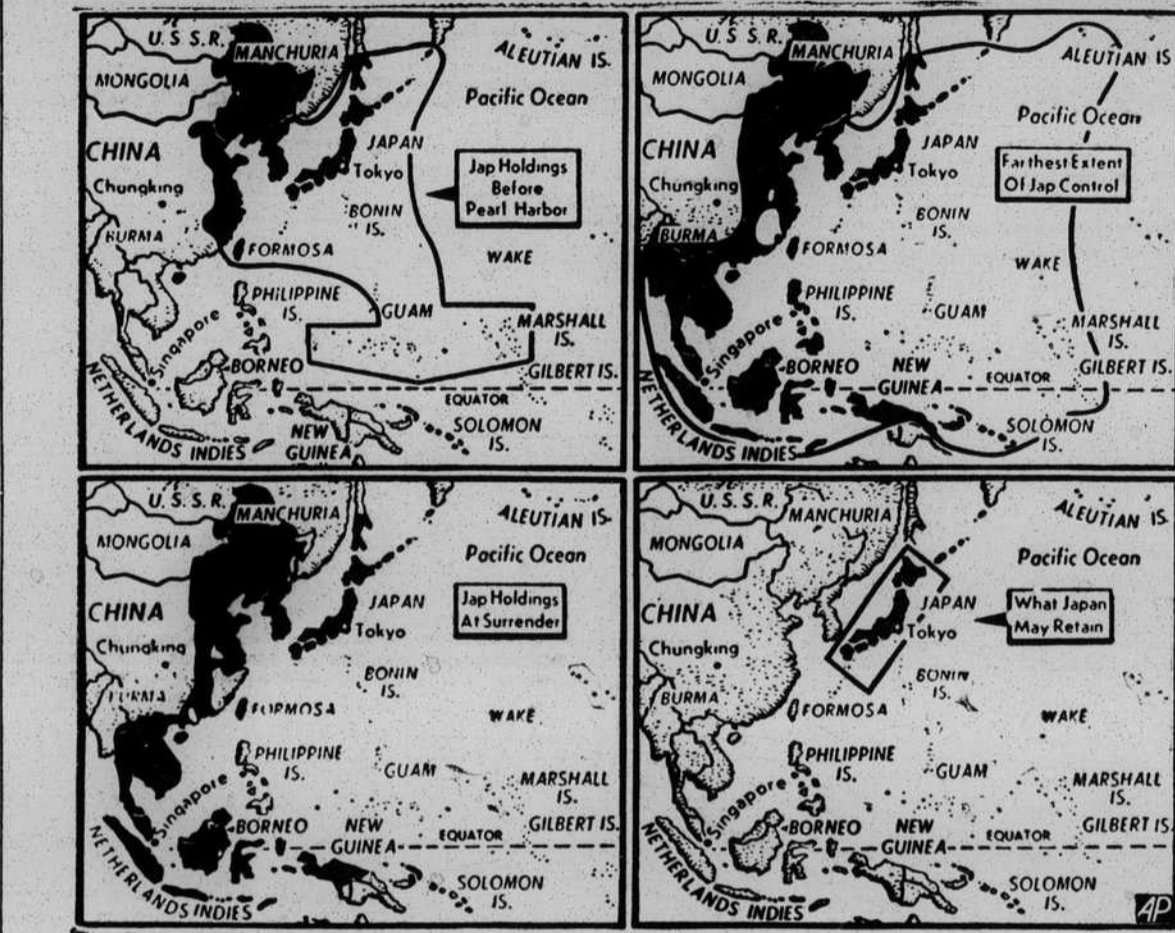 U.S.S.R.
MANCHURIA
ALEUTIAN IS.
MONGOLIA
Pacific Ocean
CHINA
JAPAN
Tokyo
Jap Holdings
Before
Pearl Harbor
Chungking
BONIN
IS.
BURMA
FORMOSA
WAKE
PHILIPPINE
IS.
GUAM
MARSHALL
IS.
Singapore
BORNEO
GILBERT IS.
EQUATOR
NETHERLANDS INDIES
NEW
GUINEA
SOLOMON
IS.
U.S.S.R.
MANCHURIA
ALEUTIAN IS.
MONGOLIA
Pacific Ocean
CHINA
JAPAN
Tokyo
Farthest Extent
Of Jap Control
Chungking
BONIN
IS.
BURMA
FORMOSA
WAKE
PHILIPPINE
IS.
GUAM
MARSHALL
IS.
Singapore
BORNEO
NEW
GUINEA
GILBERT IS.
EQUATOR
NETHERLANDS INDIES
SOLOMON
IS.
U.S.S.R.
MANCHURIA
ALEUTIAN IS.
MONGOLIA
Pacific Ocean
CHINA
JAPAN
Tokyo
Jap Holdings
At Surrender
Chungking
BONIN
IS.
BURMA
FORMOSA
WAKE
PHILIPPINE
IS.
GUAM
MARSHALL
IS.
Singapore
BORNEO
NEW
GUINEA
EQUATOR
GILBERT IS.
NETHERLANDS INDIES
SOLOMON
IS.
U.S.S.R.
MANCHURIA
ALEUTIAN IS.
MONGOLIA
Pacific Ocean
CHINA
JAPAN
Tokyo
What Japan
May Retain
Chungking
BONIN
IS.
BURMA
FORMOSA
WAKE
PHILIPPINE
IS.
GUAM
MARSHALL
IS.
Singapore
BORNEO
NEW
GUINEA
EQUATOR
GILBERT IS.
NETHERLANDS INDIES
SOLOMON
IS.
AP